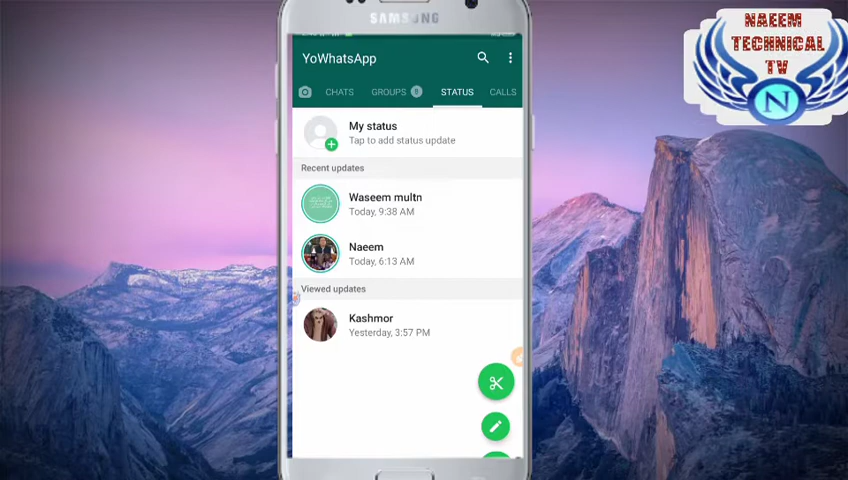 SAMSUNG
NAEEM
TECHNICAL
TV
N
YoWhatsApp
CHATS
GROUPS 8
STATUS
CALLS
My status
Tap to add status update
Recent updates
Waseem multn
Today, 9:38 AM
Naeem
Today, 6:13 AM
Viewed updates
Kashmor
Yesterday, 3:57 PM